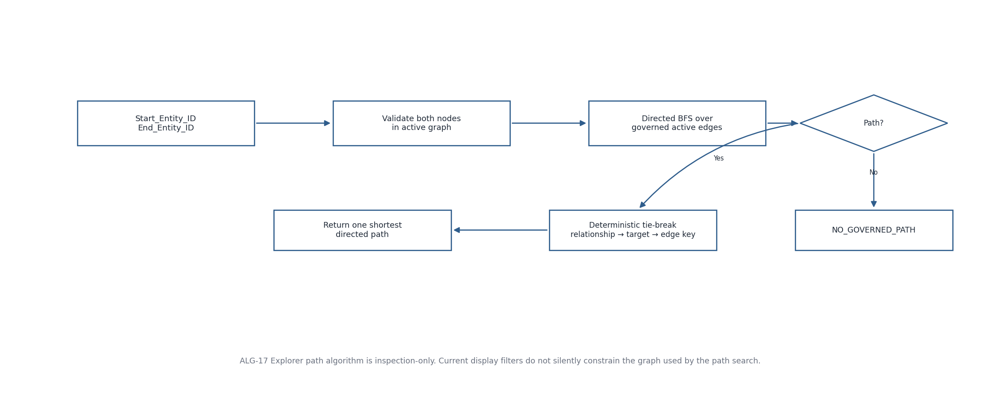 Start_Entity_ID
End_Entity_ID
Validate both nodes
in active graph
Directed BFS over
governed active edges
Path?
Yes
No
Return one shortest
directed path
Deterministic tie-break
relationship → target → edge key
NO_GOVERNED_PATH
ALG-17 Explorer path algorithm is inspection-only. Current display filters do not silently constrain the graph used by the path search.